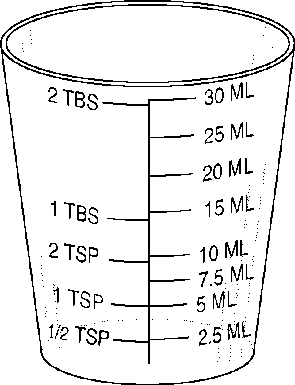 2 TBS 30 ML
25 ML
20 ML
1 TBS 15 ML
2 TSP 10 ML
7.5 ML
1 TSP 5 ML
1/2 TSP 2.5 ML